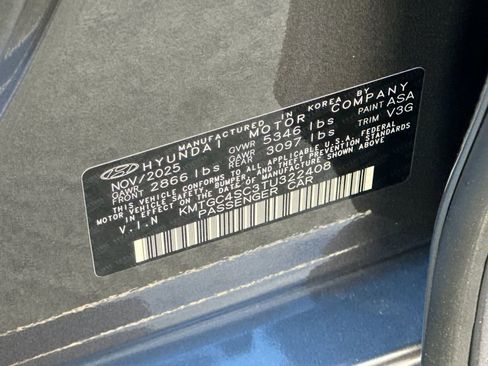 MANUFACTURED IN KOREA BY
HYUNDAI MOTOR COMPANY
NOV/2025 GVWR 5346 lbs PAINT ASA
FRONT 2866 lbs GAWR REAR 3097 lbs TRIM V3G
THIS VEHICLE CONFORMS TO ALL APPLICABLE U.S.A. FEDERAL
MOTOR VEHICLE SAFETY, BUMPER, AND THEFT PREVENTION STANDARDS
IN EFFECT ON THE DATE OF MANUFACTURE SHOWN ABOVE.
V.I.N KMTGC4SC3TU322408
PASSENGER CAR